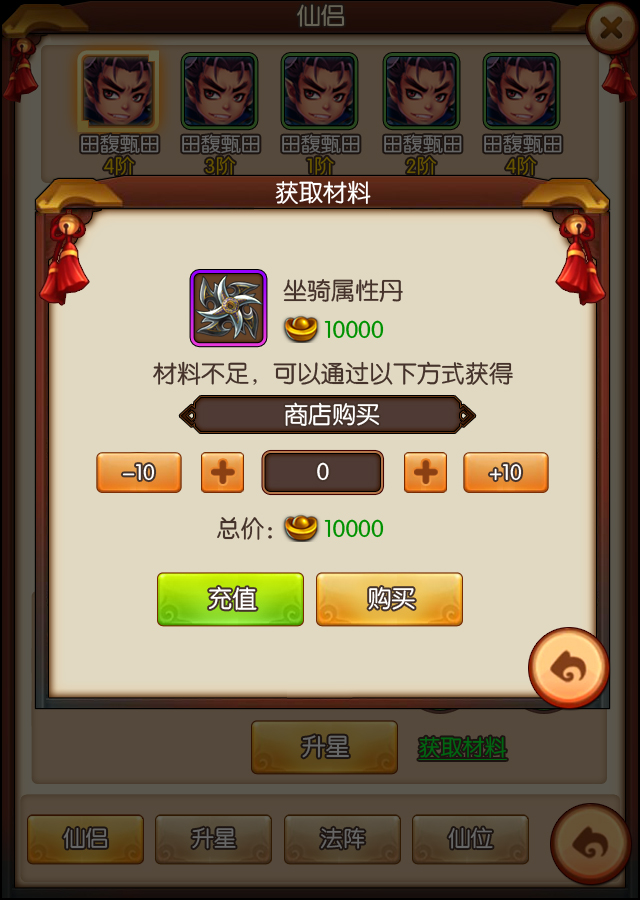 仙侣
田馥甄田 田馥甄田 田馥甄田 田馥甄田 田馥甄田
4阶 3阶 1阶 2阶 4阶
获取材料
坐骑属性丹
10000
材料不足，可以通过以下方式获得
商店购买
-10 0 +10
总价：10000
充值 购买
升星 获取材料
仙侣 升星 法阵 仙位